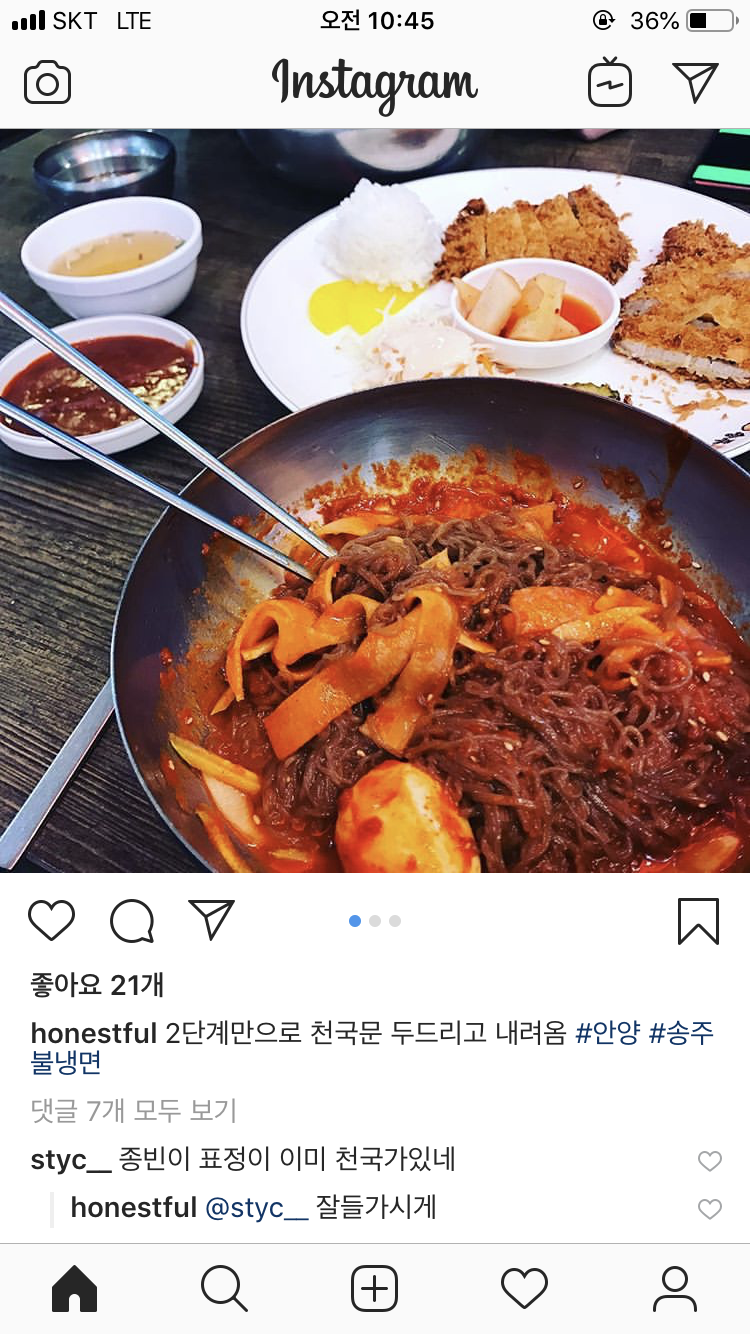 SKT LTE 오전 10:45 36%
Instagram
좋아요 21개
honestful 2단계만으로 천국문 두드리고 내려옴 #안양 #송주
불냉면
댓글 7개 모두 보기
styc__ 종빈이 표정이 이미 천국가있네
honestful @styc__ 잘들가시게